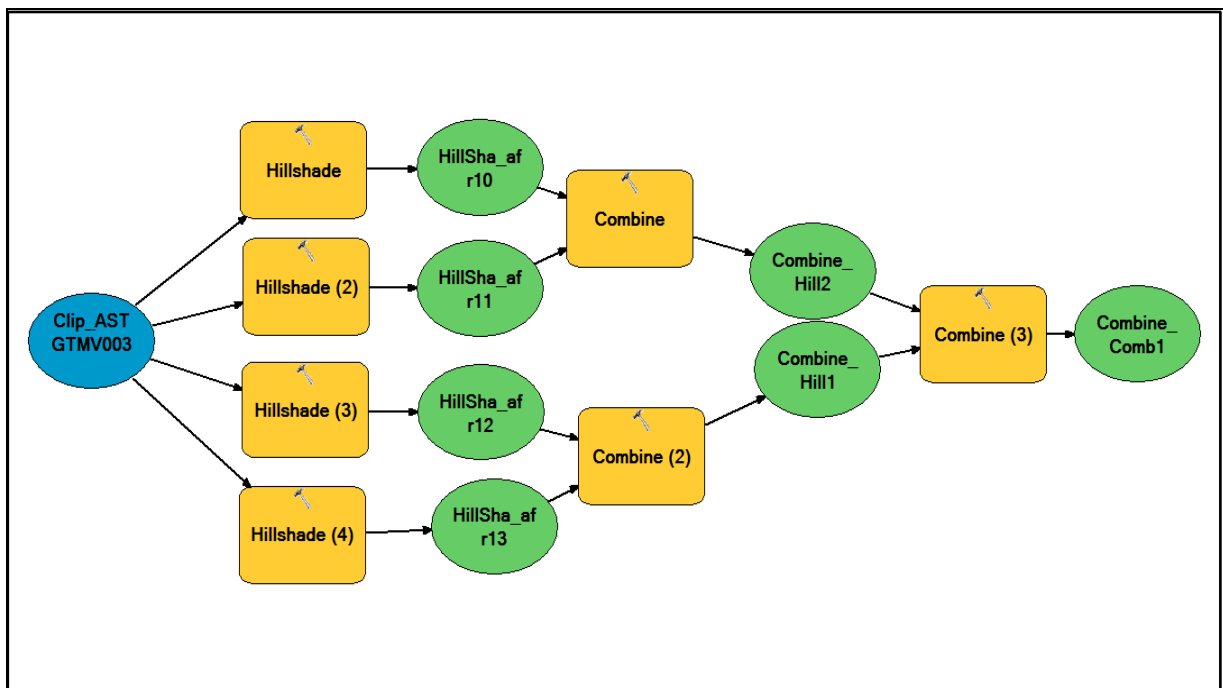 Hillshade
HillSha_af
r10
Combine
Hillshade (2)
HillSha_af
r11
Combine_
Hill2
Clip_AST
GTMV003
Combine (3)
Combine_
Comb1
Hillshade (3)
HillSha_af
r12
Combine_
Hill1
Combine (2)
Hillshade (4)
HillSha_af
r13